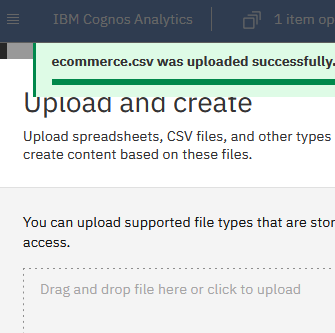 IBM Cognos Analytics
1 item op
ecommerce.csv was uploaded successfully.
Upload and create
Upload spreadsheets, CSV files, and other types
create content based on these files.
You can upload supported file types that are stor
access.
Drag and drop file here or click to upload